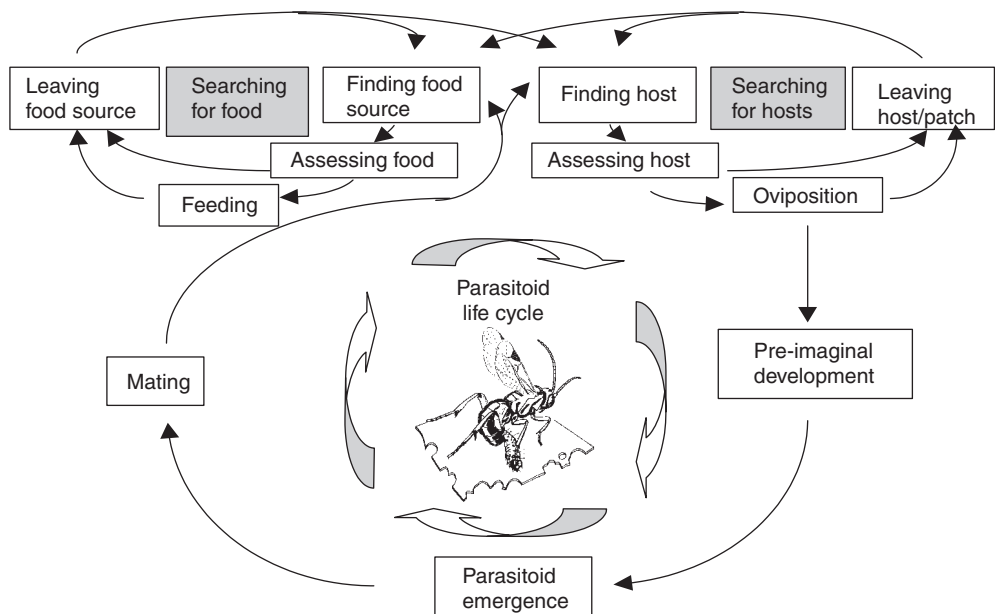 Leaving
food source
Searching
for food
Finding food
source
Finding host
Searching
for hosts
Leaving
host/patch
Assessing food
Assessing host
Feeding
Oviposition
Parasitoid
life cycle
Mating
Pre-imaginal
development
Parasitoid
emergence